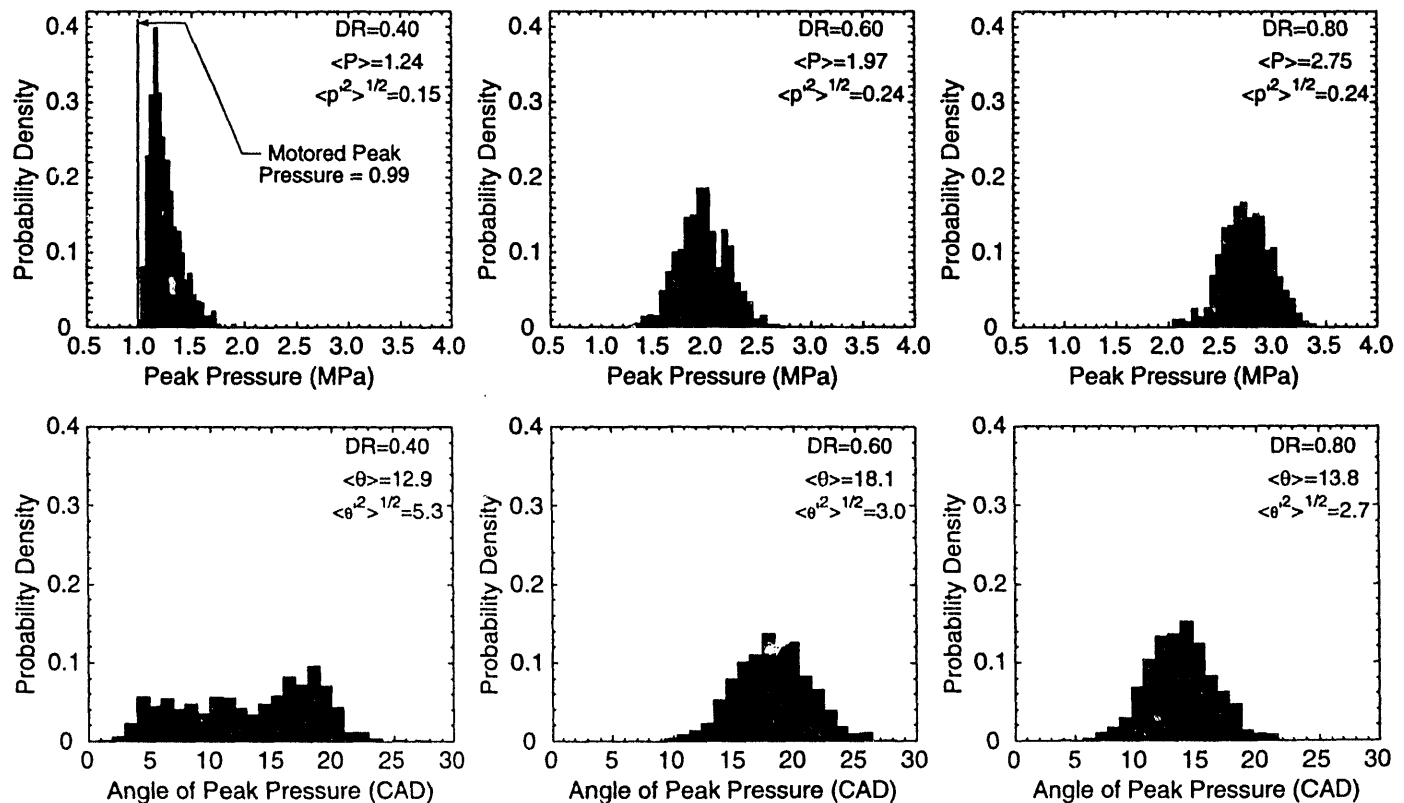 0.4
0.3
0.2
0.1
0
Probability Density
DR=0.40
<P>=1.24
<p'²>^1/2=0.15
Motored Peak
Pressure = 0.99
0.5 1.0 1.5 2.0 2.5 3.0 3.5 4.0
Peak Pressure (MPa)
0.4
0.3
0.2
0.1
0
Probability Density
DR=0.60
<P>=1.97
<p'²>^1/2=0.24
0.5 1.0 1.5 2.0 2.5 3.0 3.5 4.0
Peak Pressure (MPa)
0.4
0.3
0.2
0.1
0
Probability Density
DR=0.80
<P>=2.75
<p'²>^1/2=0.24
0.5 2.0 2.5 3.0 3.5 4.0
Peak Pressure (MPa)
0.4
0.3
0.2
0.1
0
Probability Density
DR=0.40
<θ>=12.9
<θ'²>^1/2=5.3
0 5 10 15 20 25 30
Angle of Peak Pressure (CAD)
0.4
0.3
0.2
0.1
0
Probability Density
DR=0.60
<θ>=18.1
<θ'²>^1/2=3.0
0 5 10 15 20 25 30
Angle of Peak Pressure (CAD)
0.4
0.3
0.2
0.1
0
Probability Density
DR=0.80
<θ>=13.8
<θ'²>^1/2=2.7
0 5 10 15 20 25 30
Angle of Peak Pressure (CAD)